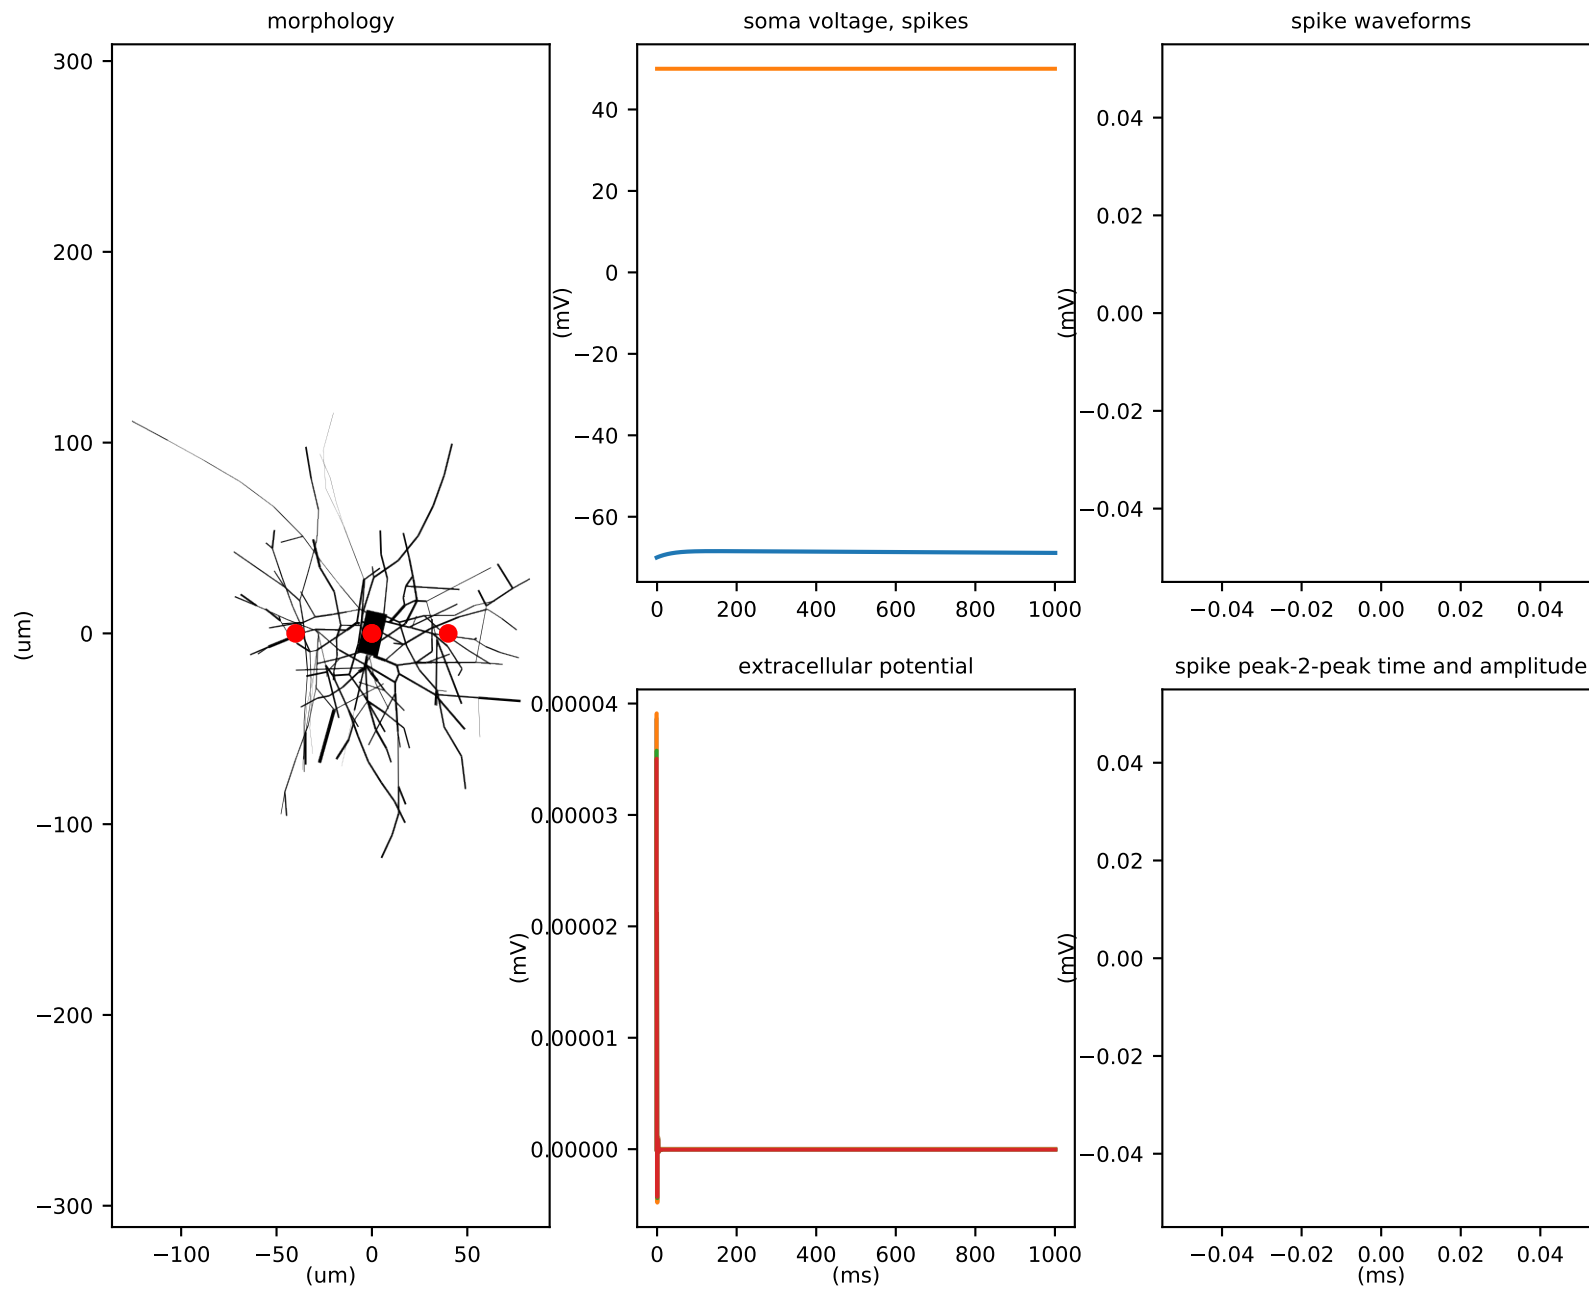 morphology
300
200
100
0
−100
−200
−300
(um)
−100 −50 0 50
(um)
soma voltage, spikes
40
20
0
−20
−40
−60
(mV)
0 200 400 600 800 1000
spike waveforms
0.04
0.02
0.00
−0.02
−0.04
(mV)
−0.04 −0.02 0.00 0.02 0.04
extracellular potential
0.00004
0.00003
0.00002
0.00001
0.00000
(mV)
0 200 400 600 800 1000
(ms)
spike peak-2-peak time and amplitude
0.04
0.02
0.00
−0.02
−0.04
(mV)
−0.04 −0.02 0.00 0.02 0.04
(ms)